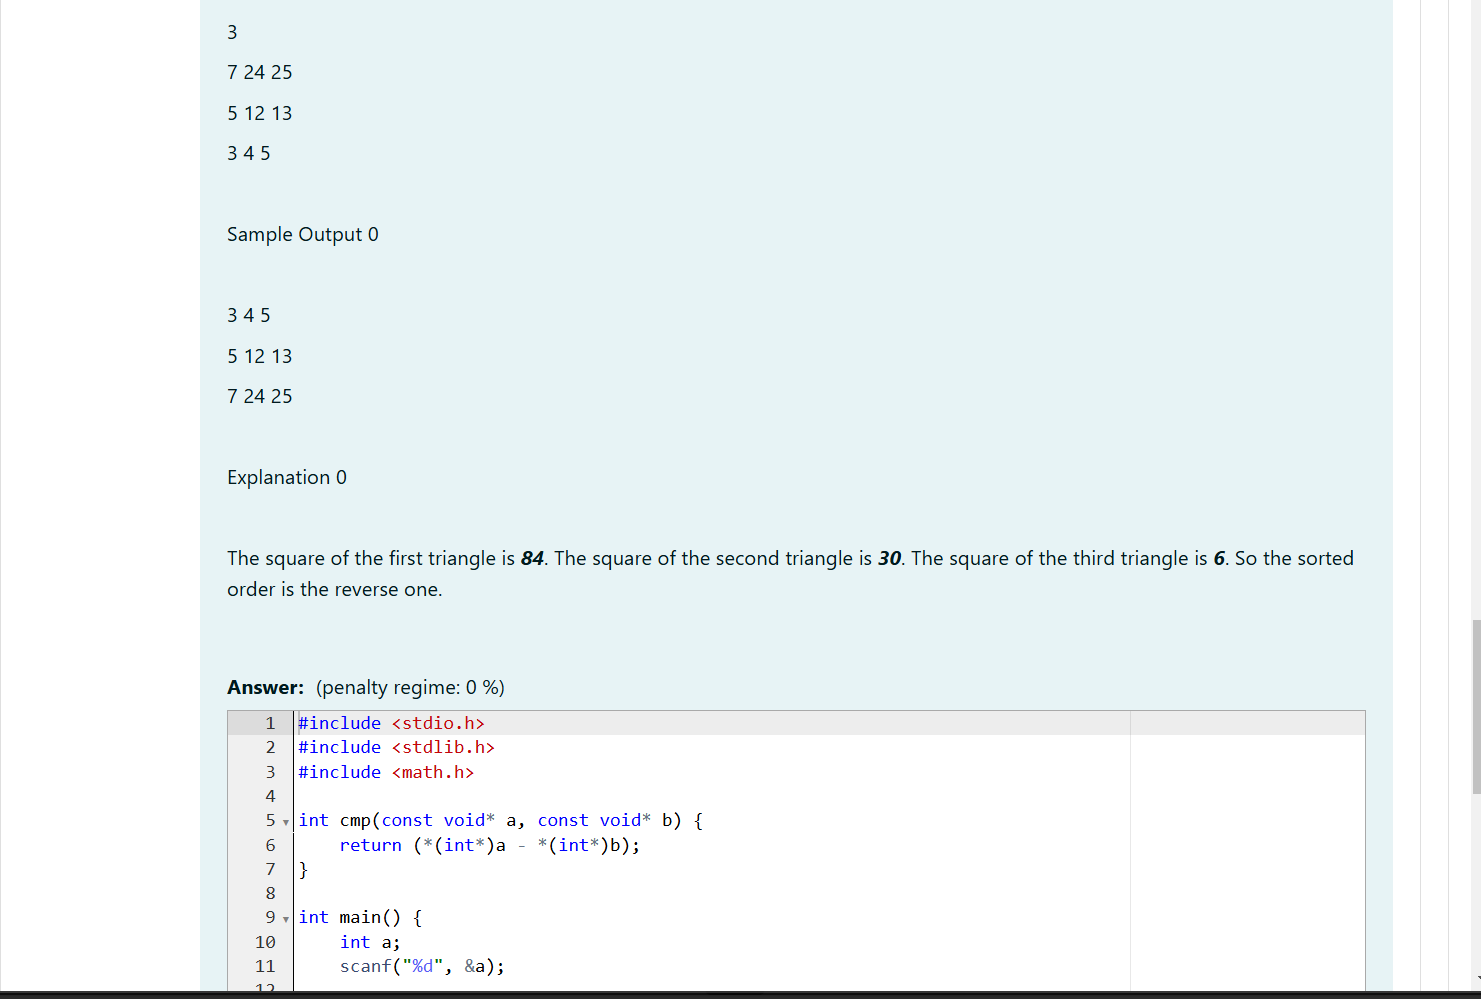 3
7 24 25
5 12 13
3 4 5
Sample Output 0
3 4 5
5 12 13
7 24 25
Explanation 0
The square of the first triangle is 84. The square of the second triangle is 30. The square of the third triangle is 6. So the sorted
order is the reverse one.
Answer: (penalty regime: 0 %)
1 #include <stdio.h>
2 #include <stdlib.h>
3 #include <math.h>
4
5 int cmp(const void* a, const void* b) {
6     return (*(int*)a - *(int*)b);
7 }
8
9 int main() {
10     int a;
11     scanf("%d", &a);
12